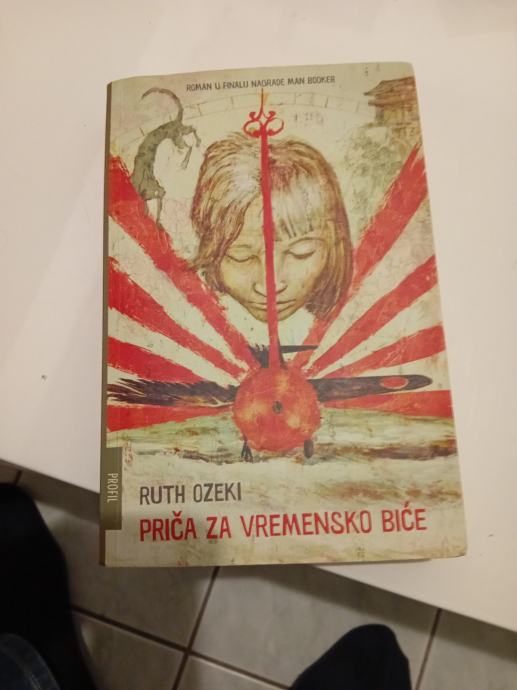 ROMAN U FINALU NAGRADE MAN BOOKER
PROFIL
RUTH OZEKI
PRIČA ZA VREMENSKO BIĆE